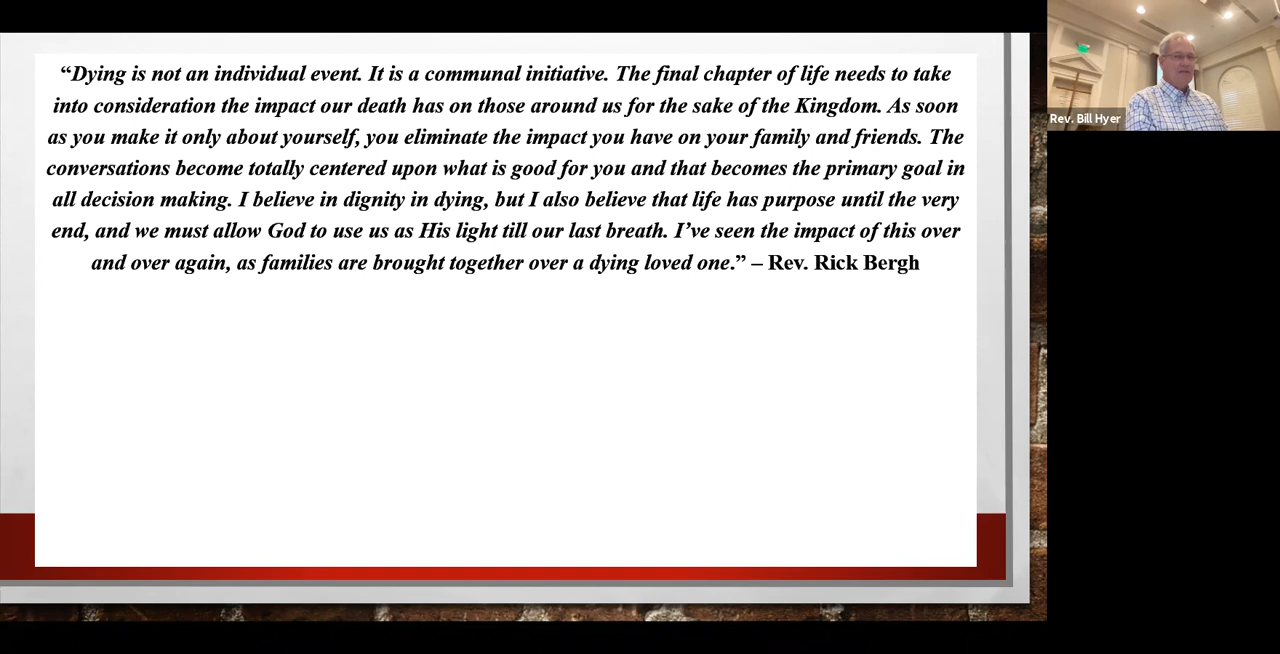 “Dying is not an individual event. It is a communal initiative. The final chapter of life needs to take
into consideration the impact our death has on those around us for the sake of the Kingdom. As soon
as you make it only about yourself, you eliminate the impact you have on your family and friends. The
conversations become totally centered upon what is good for you and that becomes the primary goal in
all decision making. I believe in dignity in dying, but I also believe that life has purpose until the very
end, and we must allow God to use us as His light till our last breath. I’ve seen the impact of this over
and over again, as families are brought together over a dying loved one.” – Rev. Rick Bergh
Rev. Bill Hyer